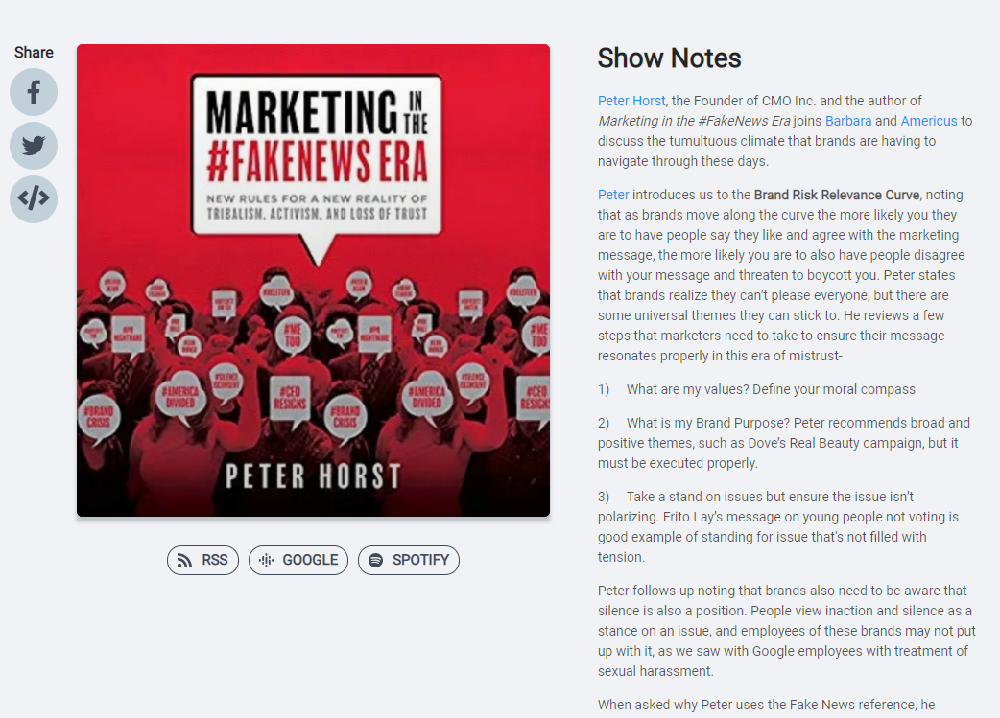 Share
MARKETING IN THE
#FAKENEWS ERA
NEW RULES FOR A NEW REALITY OF
TRIBALISM, ACTIVISM, AND LOSS OF TRUST
#PR NIGHTMARE
#ME TOO
#PR NIGHTMARE
#ME TOO
#AMERICA DIVIDED
#CEO RESIGNS
#AMERICA DIVIDED
#CEO RESIGNS
#BRAND CRISIS
#BRAND CRISIS
PETER HORST
RSS
GOOGLE
SPOTIFY
Show Notes
Peter Horst, the Founder of CMO Inc. and the author of
Marketing in the #FakeNews Era joins Barbara and Americus to
discuss the tumultuous climate that brands are having to
navigate through these days.
Peter introduces us to the Brand Risk Relevance Curve, noting
that as brands move along the curve the more likely you they
are to have people say they like and agree with the marketing
message, the more likely you are to also have people disagree
with your message and threaten to boycott you. Peter states
that brands realize they can't please everyone, but there are
some universal themes they can stick to. He reviews a few
steps that marketers need to take to ensure their message
resonates properly in this era of mistrust-
1) What are my values? Define your moral compass
2) What is my Brand Purpose? Peter recommends broad and
positive themes, such as Dove's Real Beauty campaign, but it
must be executed properly.
3) Take a stand on issues but ensure the issue isn't
polarizing. Frito Lay's message on young people not voting is
good example of standing for issue that's not filled with
tension.
Peter follows up noting that brands also need to be aware that
silence is also a position. People view inaction and silence as a
stance on an issue, and employees of these brands may not put
up with it, as we saw with Google employees with treatment of
sexual harassment.
When asked why Peter uses the Fake News reference, he